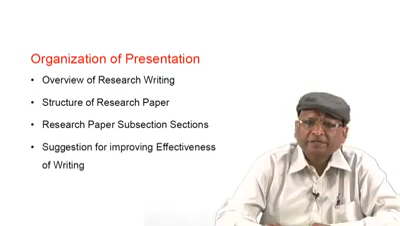 Organization of Presentation
• Overview of Research Writing
• Structure of Research Paper
• Research Paper Subsection Sections
• Suggestion for improving Effectiveness
of Writing